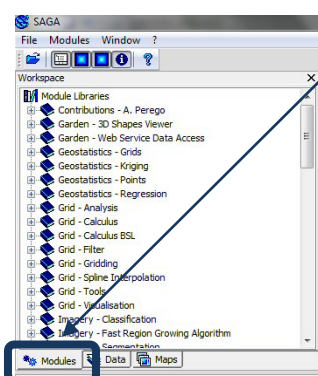 SAGA
File Modules Window ?
Workspace
Module Libraries
Contributions - A. Perego
Garden - 3D Shapes Viewer
Garden - Web Service Data Access
Geostatistics - Grids
Geostatistics - Kriging
Geostatistics - Points
Geostatistics - Regression
Grid - Analysis
Grid - Calculus
Grid - Calculus BSL
Grid - Filter
Grid - Gridding
Grid - Spline Interpolation
Grid - Tools
Grid - Visualisation
Imagery - Classification
Imagery - Fast Region Growing Algorithm
Segmentation
Modules Data Maps